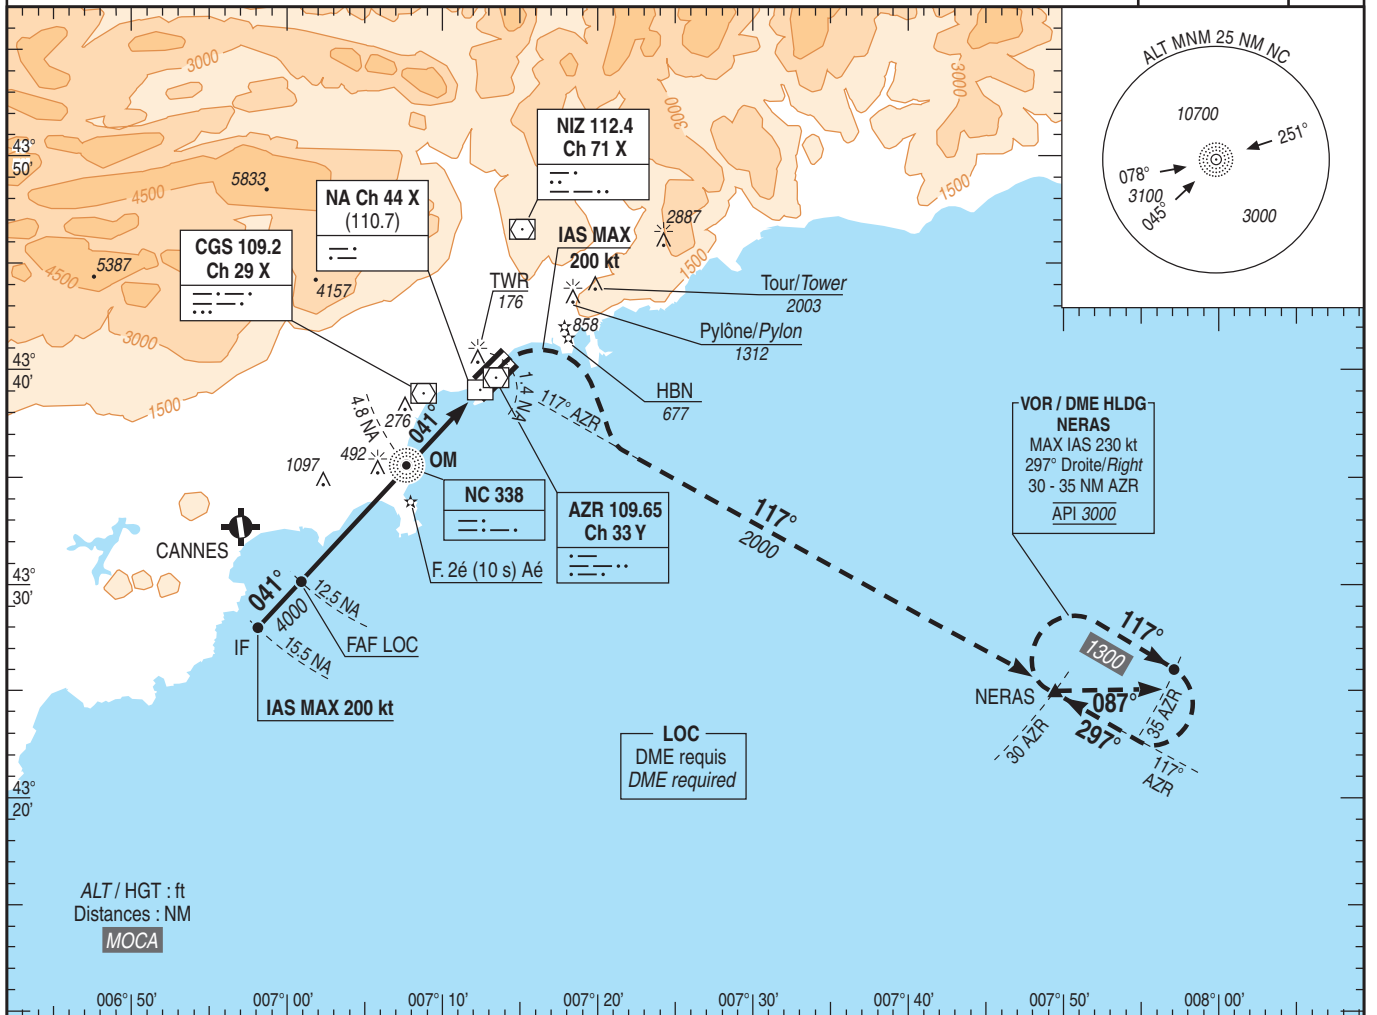 ALT MNM 25 NM NC
10700
251°
078°
3100
045°
3000
3000
3000
3000
1500
43°
50'
5833
4500
5387
4500
4157
3000
1500
NIZ 112.4
Ch 71 X
NA Ch 44 X
(110.7)
CGS 109.2
Ch 29 X
2887
IAS MAX
200 kt
1500
TWR
176
Tour/Tower
2003
858
Pylône/Pylon
1312
43°
40'
HBN
677
1.4 NA
117° AZR
4.8 NA
276
041°
492
OM
1097
NC 338
AZR 109.65
Ch 33 Y
VOR / DME HLDG
NERAS
MAX IAS 230 kt
297° Droite/Right
30 - 35 NM AZR
API 3000
117°
2000
CANNES
F. 2é (10 s) Aé
43°
30'
041°
4000
12.5 NA
FAF LOC
IF
15.5 NA
IAS MAX 200 kt
117°
1300
NERAS
087°
35 AZR
297°
30 AZR
117°
AZR
LOC
DME requis
DME required
43°
20'
ALT / HGT : ft
Distances : NM
MOCA
006° 50'
007° 00'
007° 10'
007° 20'
007° 30'
007° 40'
007° 50'
008° 00'